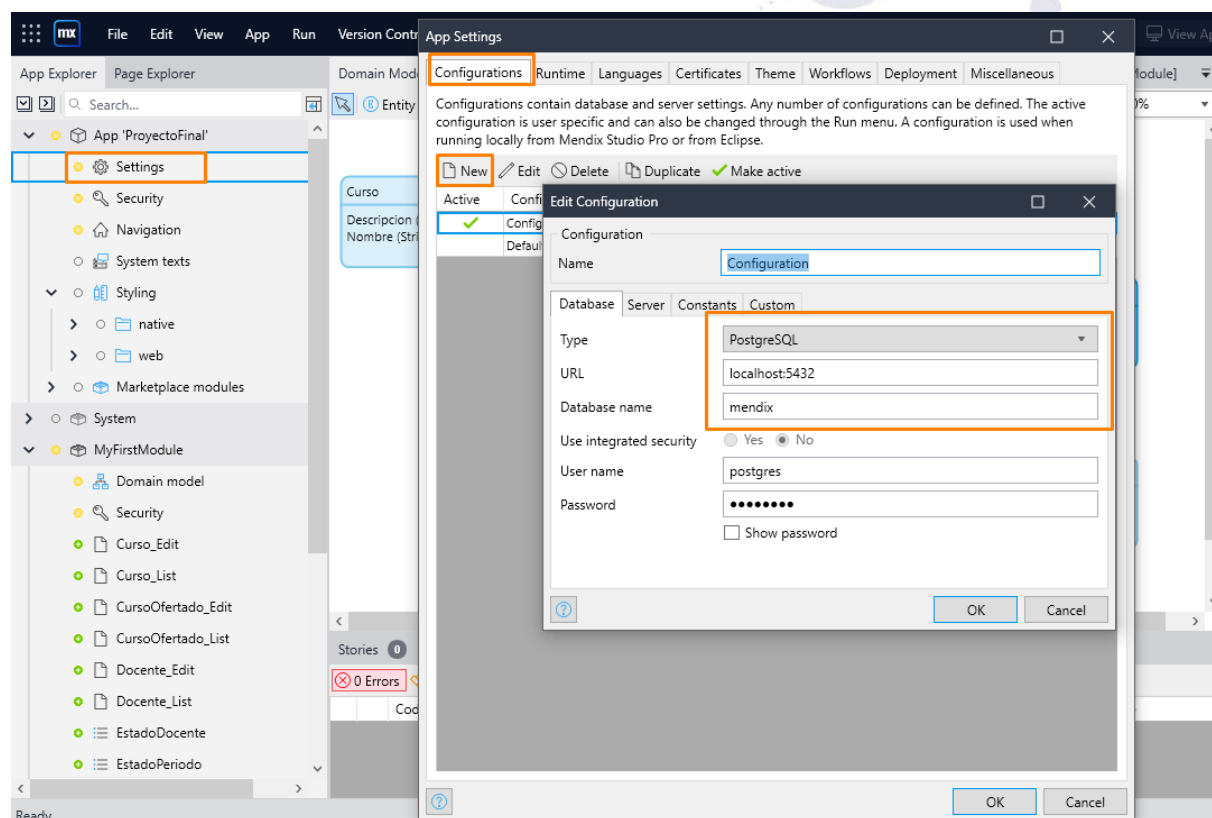 mx File Edit View App Run Version Contr
View Ap
App Explorer Page Explorer
Search...
App 'ProyectoFinal'
Settings
Security
Navigation
System texts
Styling
native
web
Marketplace modules
System
MyFirstModule
Domain model
Security
Curso_Edit
Curso_List
CursoOfertado_Edit
CursoOfertado_List
Docente_Edit
Docente_List
EstadoDocente
EstadoPeriodo
Ready
Domain Mod
Module]
Entity
%
Curso
Descripcion (
Nombre (Stri
Stories 0
0 Errors
Cod
App Settings
Configurations Runtime Languages Certificates Theme Workflows Deployment Miscellaneous
Configurations contain database and server settings. Any number of configurations can be defined. The active
configuration is user specific and can also be changed through the Run menu. A configuration is used when
running locally from Mendix Studio Pro or from Eclipse.
New Edit Delete Duplicate Make active
Active Confi
Config
Defaul
Edit Configuration
Configuration
Name Configuration
Database Server Constants Custom
Type PostgreSQL
URL localhost:5432
Database name mendix
Use integrated security Yes No
User name postgres
Password ••••••••
Show password
OK Cancel
OK Cancel